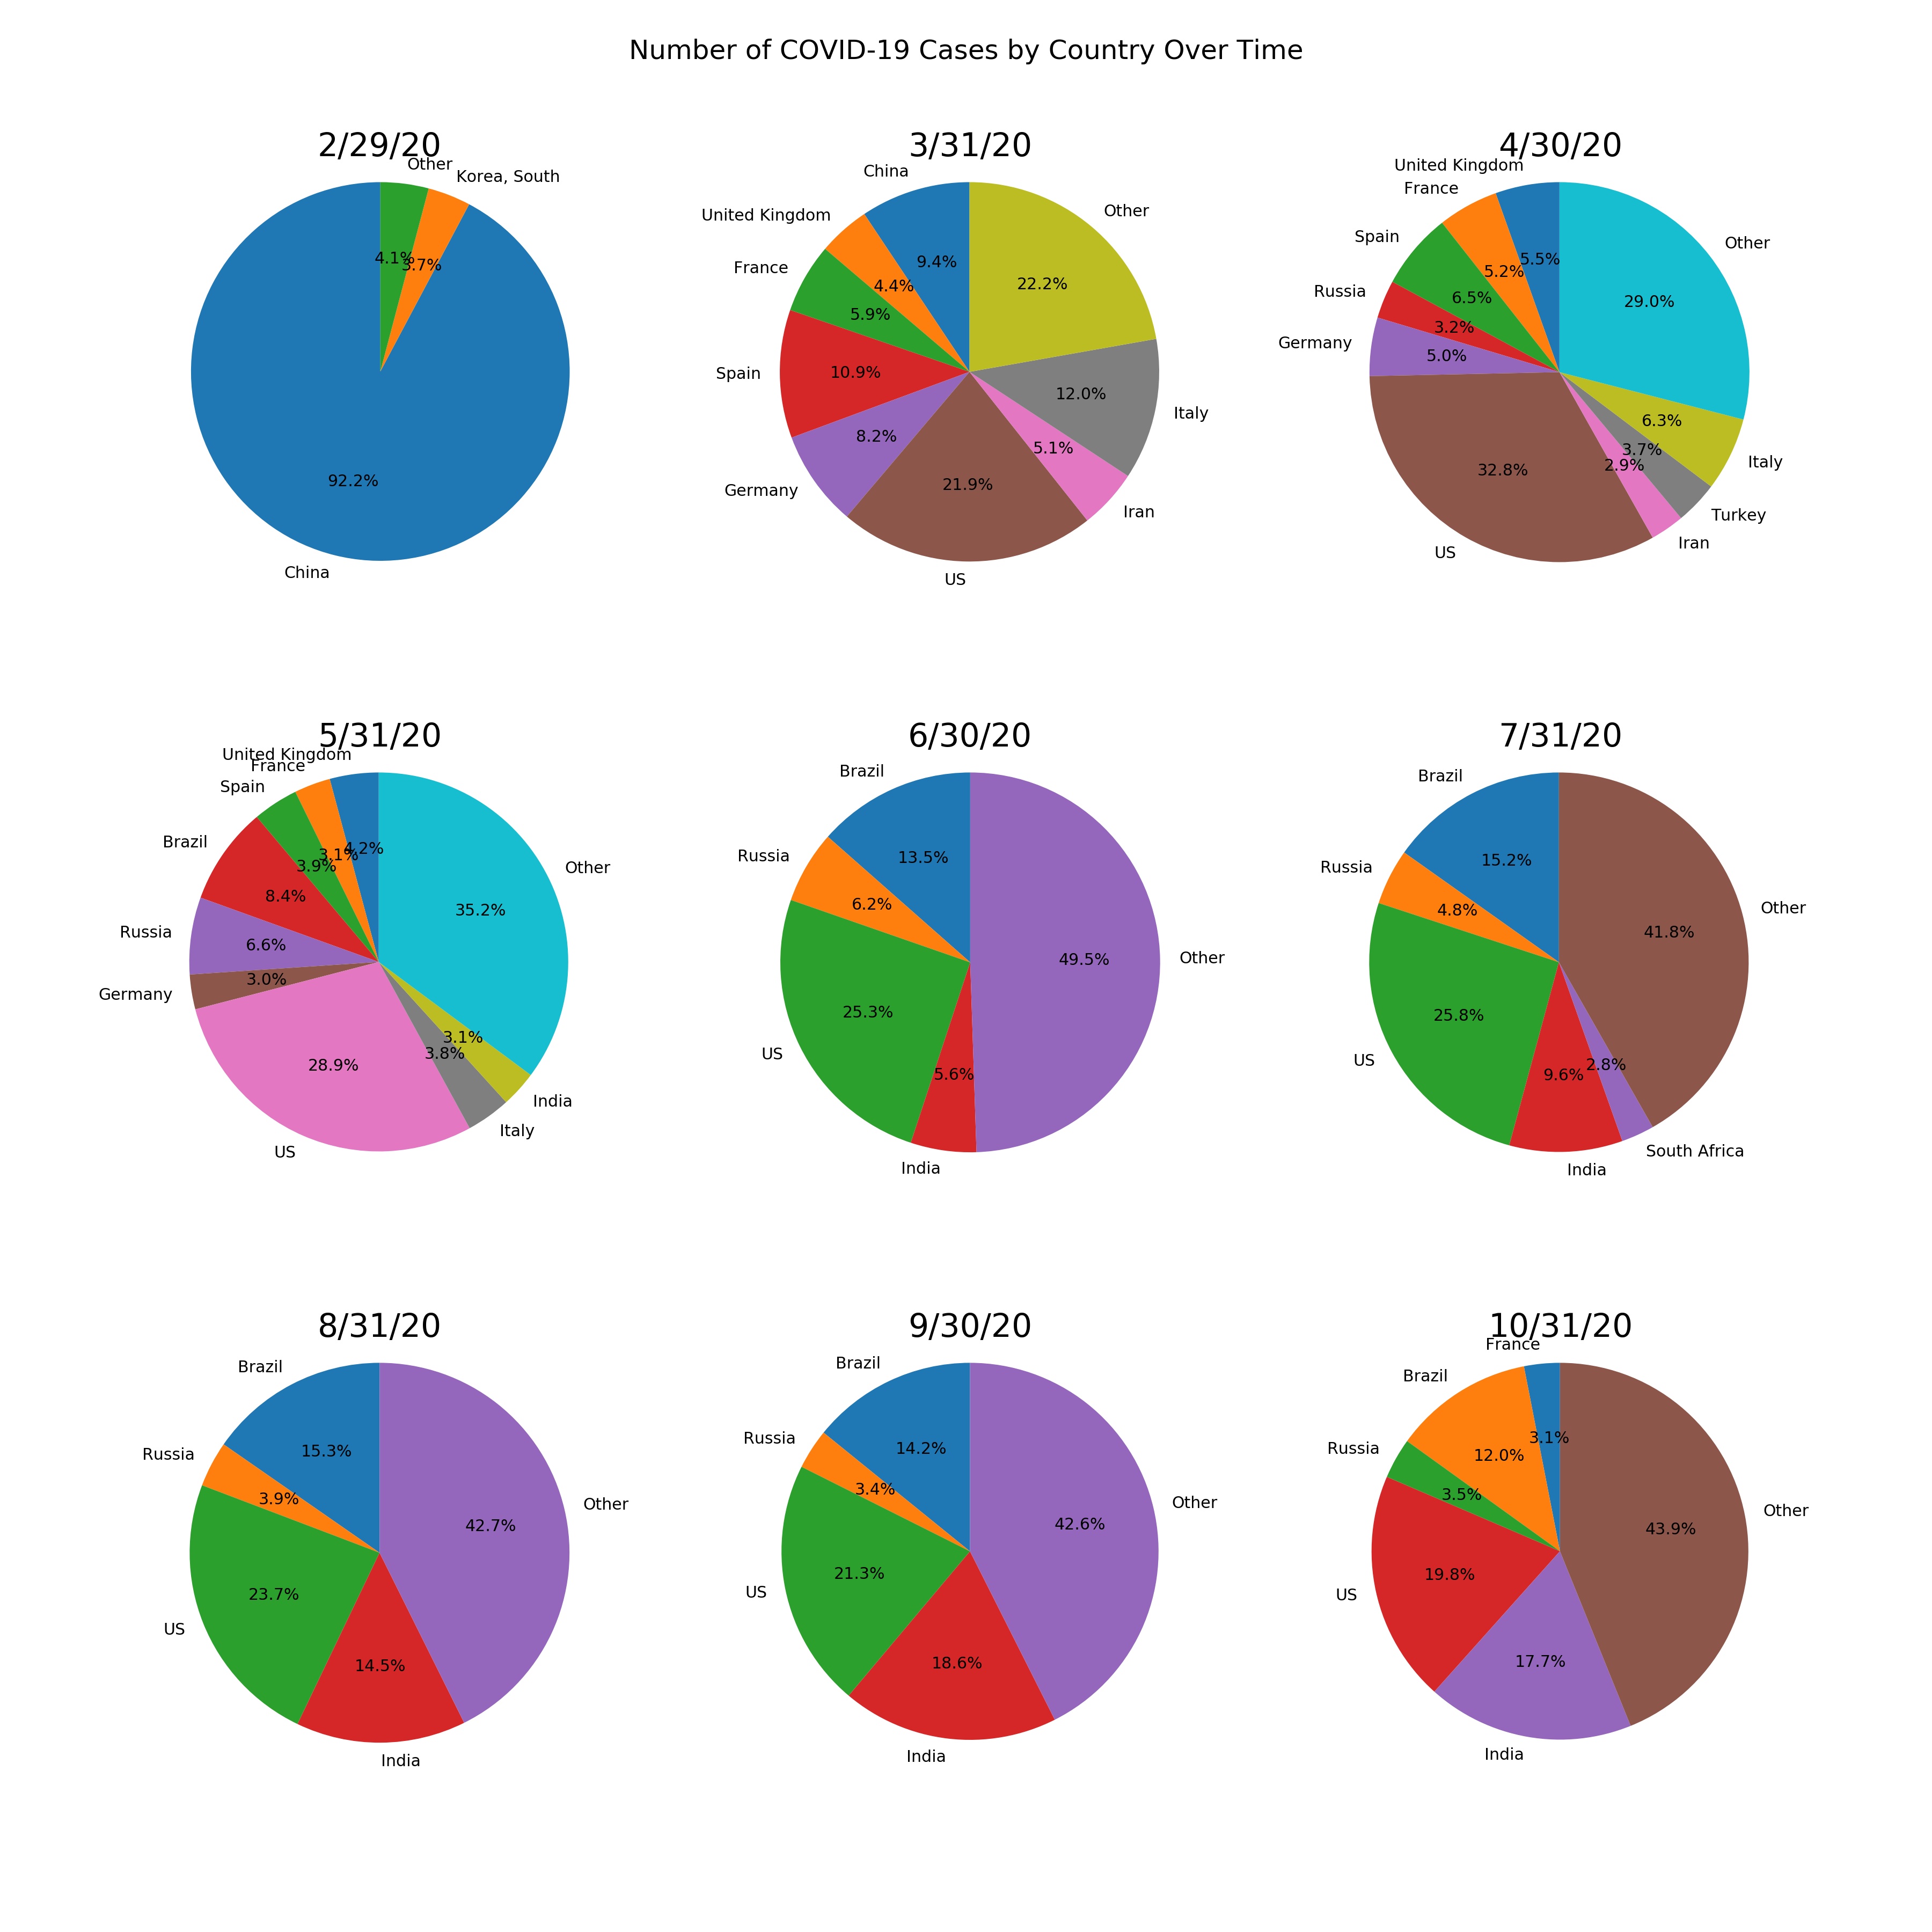 Number of COVID-19 Cases by Country Over Time
2/29/20
Other
Korea, South
4.1%
3.7%
92.2%
China
3/31/20
China
Other
United Kingdom
France
9.4%
22.2%
4.4%
5.9%
Spain
10.9%
12.0%
Italy
8.2%
5.1%
Germany
21.9%
Iran
US
4/30/20
United Kingdom
France
Spain
Other
5.5%
5.2%
Russia
6.5%
29.0%
3.2%
Germany
5.0%
6.3%
3.7%
2.9%
Italy
32.8%
Turkey
Iran
US
5/31/20
United Kingdom
France
Spain
Brazil
4.2%
3.1%
3.9%
Other
8.4%
35.2%
Russia
6.6%
3.0%
Germany
3.1%
3.8%
28.9%
India
Italy
US
6/30/20
Brazil
Russia
13.5%
6.2%
49.5%
Other
25.3%
US
5.6%
India
7/31/20
Brazil
Russia
15.2%
4.8%
Other
41.8%
25.8%
US
9.6%
2.8%
South Africa
India
8/31/20
Brazil
Russia
15.3%
3.9%
Other
42.7%
23.7%
US
14.5%
India
9/30/20
Brazil
Russia
14.2%
3.4%
Other
42.6%
21.3%
US
18.6%
India
10/31/20
France
Brazil
3.1%
Russia
12.0%
3.5%
Other
43.9%
19.8%
US
17.7%
India